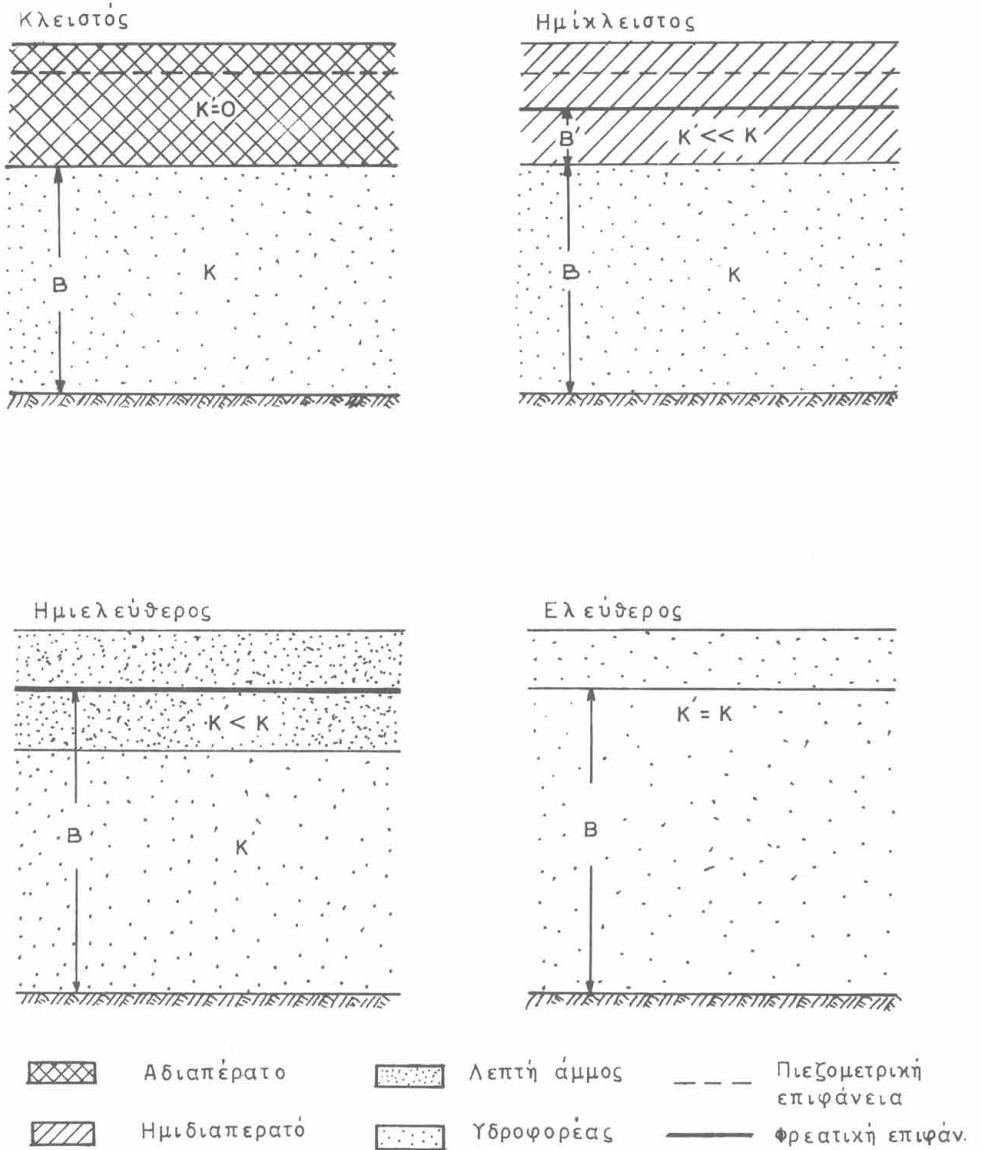 Κλειστός
Κ'=0
Β
Κ
Ημίκλειστος
Β'
Κ' << Κ
Β
Κ
Ημιελεύθερος
Κ < Κ
Β
Κ
Ελεύθερος
Κ' = Κ
Β
Αδιαπέρατο
Ημιδιαπερατό
Λεπτή άμμος
Υδροφορέας
Πιεζομετρική
επιφάνεια
Φρεατική επιφάν.